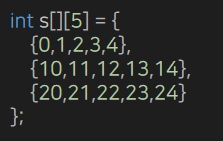 int s[][5] = {
{0,1,2,3,4},
{10,11,12,13,14},
{20,21,22,23,24}
};